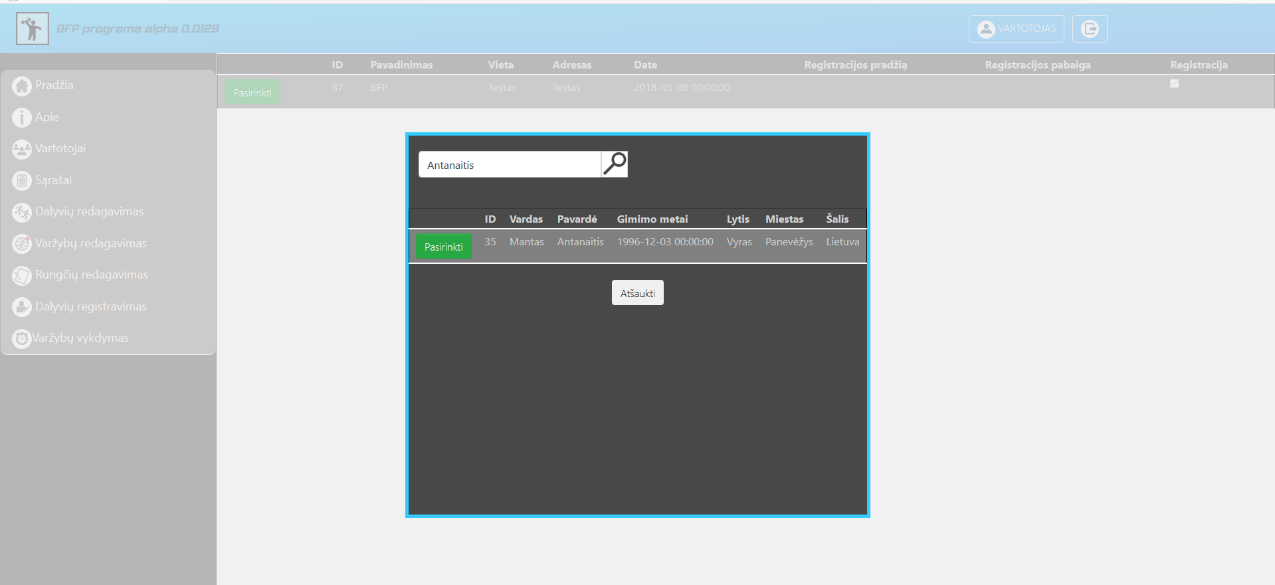 BFP programa alpha 0.0129
VARTOTOJAS
ID Pavadinimas Vieta Adresas Date Registracijos pradžią Registracijos pabaiga Registracija
Pasirinkti 87 BFP Testas Testas 2018-05-08 00:00:00
Pradžia
Apie
Vartotojai
Sąrašai
Dalyvių redagavimas
Varžybų redagavimas
Rungčių redagavimas
Dalyvių registravimas
Varžybų vykdymas
Antanaitis
ID Vardas Pavardė Gimimo metai Lytis Miestas Šalis
Pasirinkti 35 Mantas Antanaitis 1996-12-03 00:00:00 Vyras Panevėžys Lietuva
Atšaukti